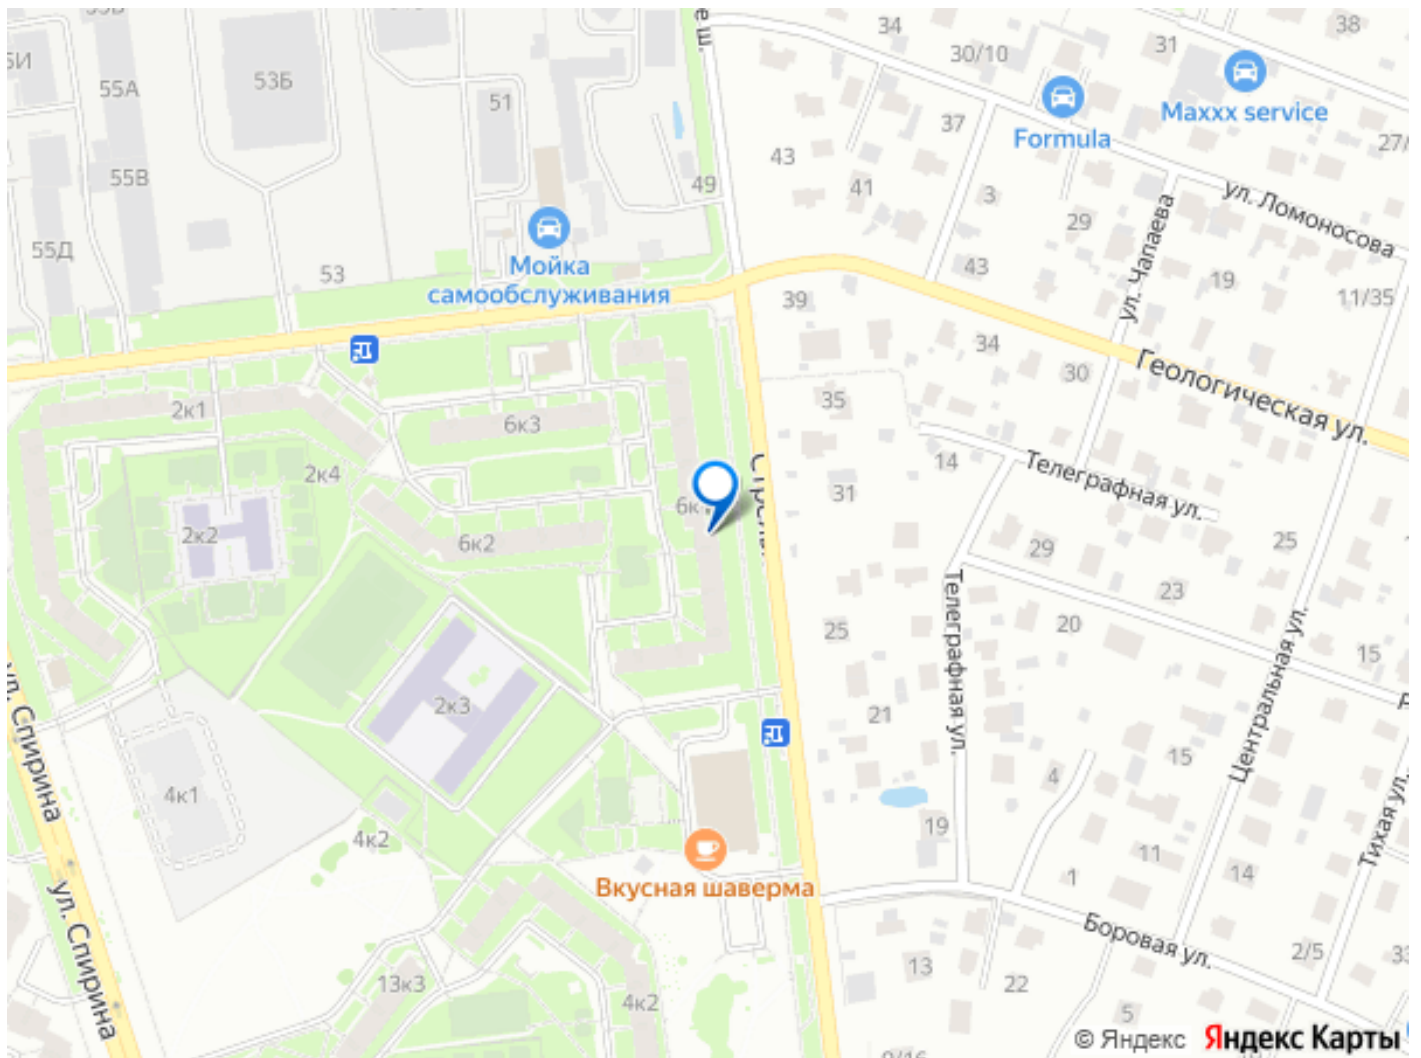 38
34
30/10
31
53Б
55А
51
Maxxx service
Formula
37
27/
43
55В
49
41
3
ул. Ломоносова
29
ул. Чапаева
55Д
53
Мойка
самообслуживания
43
19
11/35
39
34
30
Геологическая ул.
2к1
6к3
35
2к4
14
Телеграфная ул.
31
2к2
6к2
29
25
23
Телеграфная ул.
25
20
15
Центральная ул.
ул. Спирина
2к3
21
15
4
4к1
4к2
19
Тихая ул.
11
1
14
Вкусная шаверма
ул. Спирина
Боровая ул.
2/5
33
13
22
13к3
4к2
5
© Яндекс Яндекс Карты